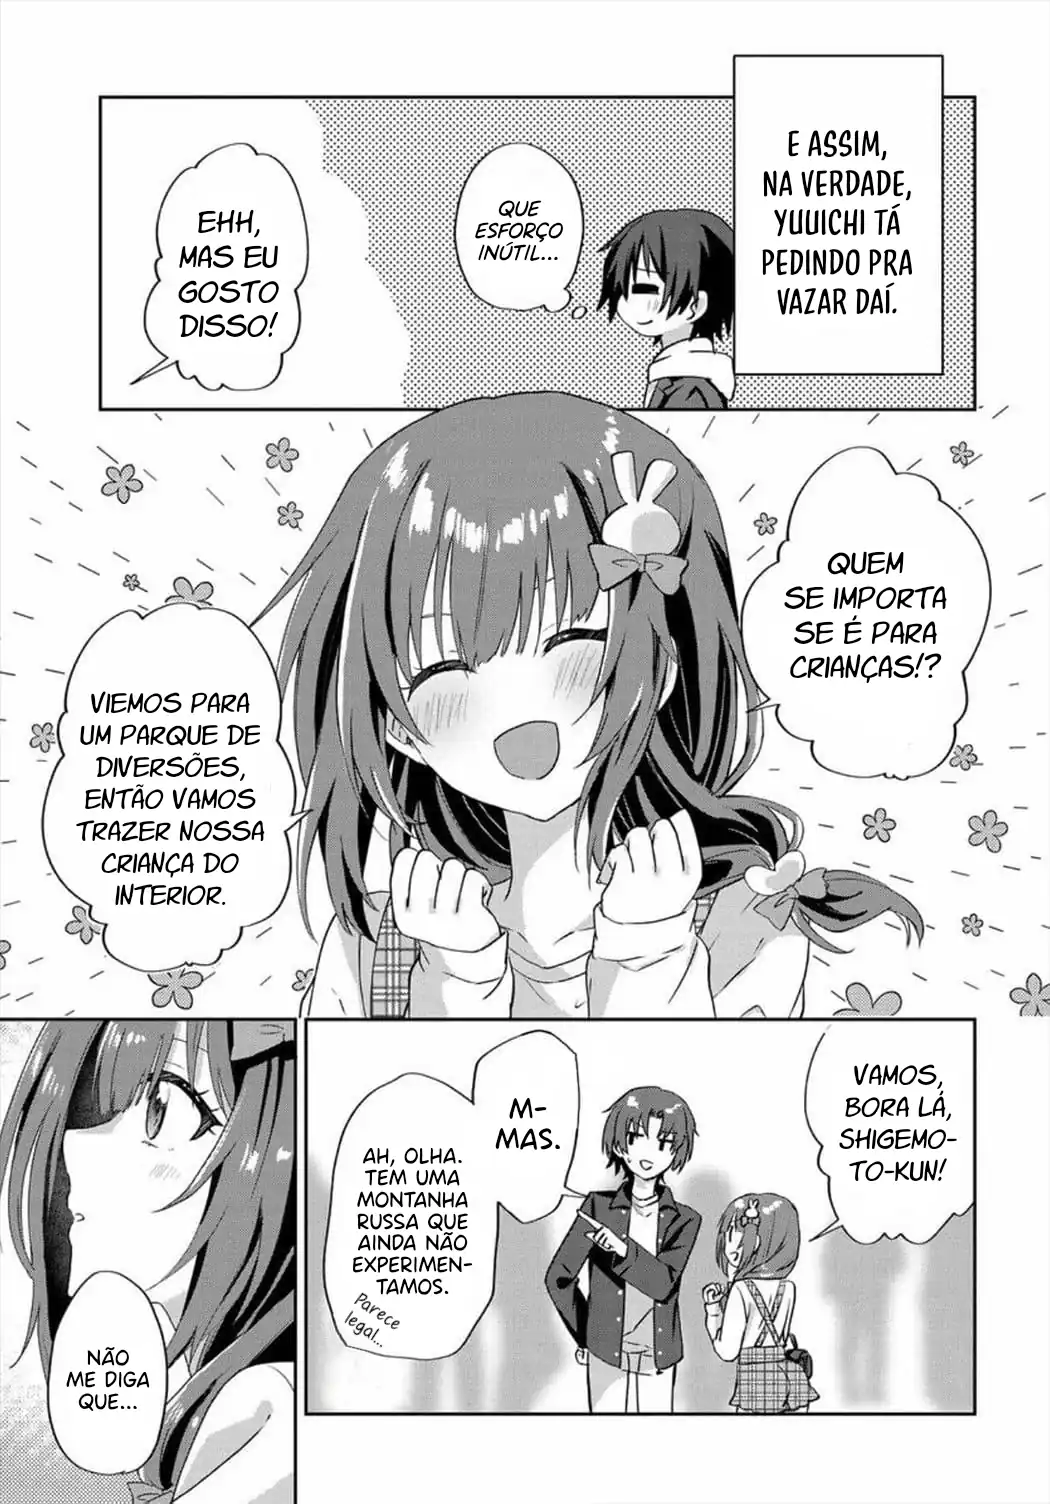 E ASSIM,
NA VERDADE,
YUUICHI TÁ
PEDINDO PRA
VAZAR DAÍ.
QUE
ESFORÇO
INÚTIL...
EHH,
MAS EU
GOSTO
DISSO!
QUEM
SE IMPORTA
SE É PARA
CRIANÇAS!?
VIEMOS PARA
UM PARQUE DE
DIVERSÕES,
ENTÃO VAMOS
TRAZER NOSSA
CRIANÇA DO
INTERIOR.
VAMOS,
BORA LÁ,
SHIGEMO-
TO-KUN!
M-
MAS.
AH, OLHA.
TEM UMA
MONTANHA
RUSSA QUE
AINDA NÃO
EXPERIMEN-
TAMOS.
Parece
legal...
NÃO
ME DIGA
QUE...